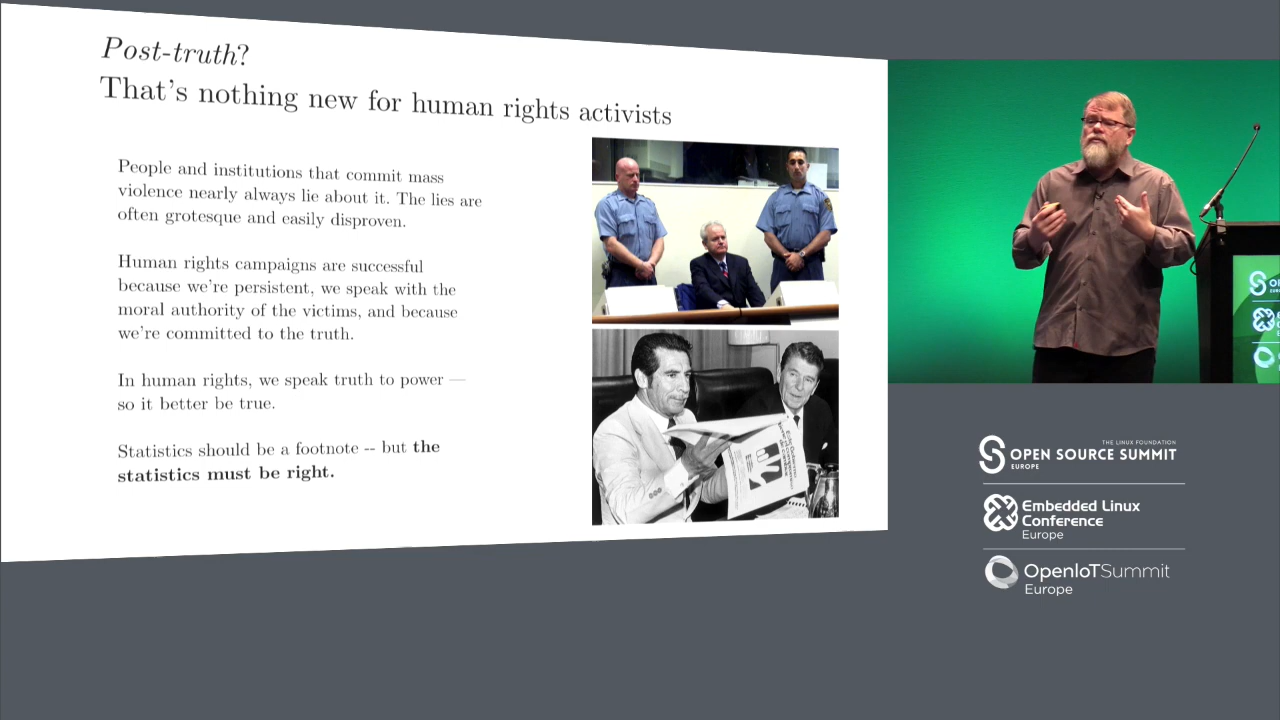 Post-truth?
That's nothing new for human rights activists
People and institutions that commit mass
violence nearly always lie about it. The lies are
often grotesque and easily disproven.
Human rights campaigns are successful
because we're persistent, we speak with the
moral authority of the victims, and because
we're committed to the truth.
In human rights, we speak truth to power —
so it better be true.
Statistics should be a footnote -- but the
statistics must be right.
THE LINUX FOUNDATION
OPEN SOURCE SUMMIT
EUROPE
Embedded Linux
Conference
Europe
OpenIoTSummit
Europe